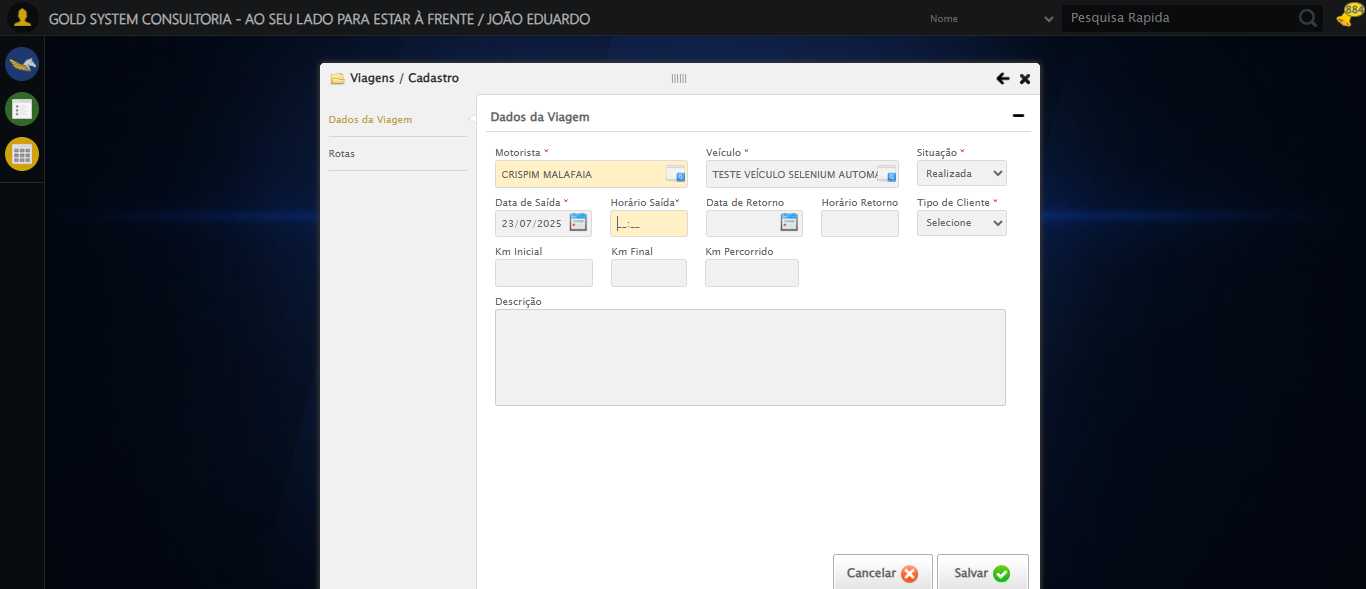 GOLD SYSTEM CONSULTORIA - AO SEU LADO PARA ESTAR À FRENTE / JOÃO EDUARDO
Nome
Pesquisa Rapida
884
Viagens / Cadastro
Dados da Viagem
Rotas
Dados da Viagem
Motorista * Veículo * Situação *
CRISPIM MALAFAIA TESTE VEÍCULO SELENIUM AUTOMA Realizada
Data de Saída * Horário Saída* Data de Retorno Horário Retorno Tipo de Cliente *
23/07/2025 __:__ Selecione
Km Inicial Km Final Km Percorrido
Descrição
Cancelar Salvar